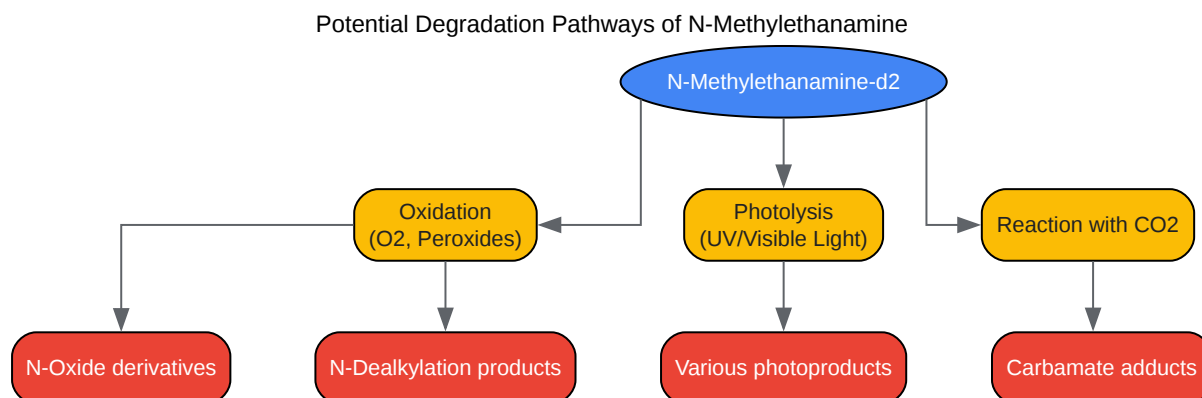 Potential Degradation Pathways of N-Methylethanamine
N-Methylethanamine-d2
Oxidation
(O2, Peroxides)
Photolysis
(UV/Visible Light)
Reaction with CO2
N-Oxide derivatives
N-Dealkylation products
Various photoproducts
Carbamate adducts